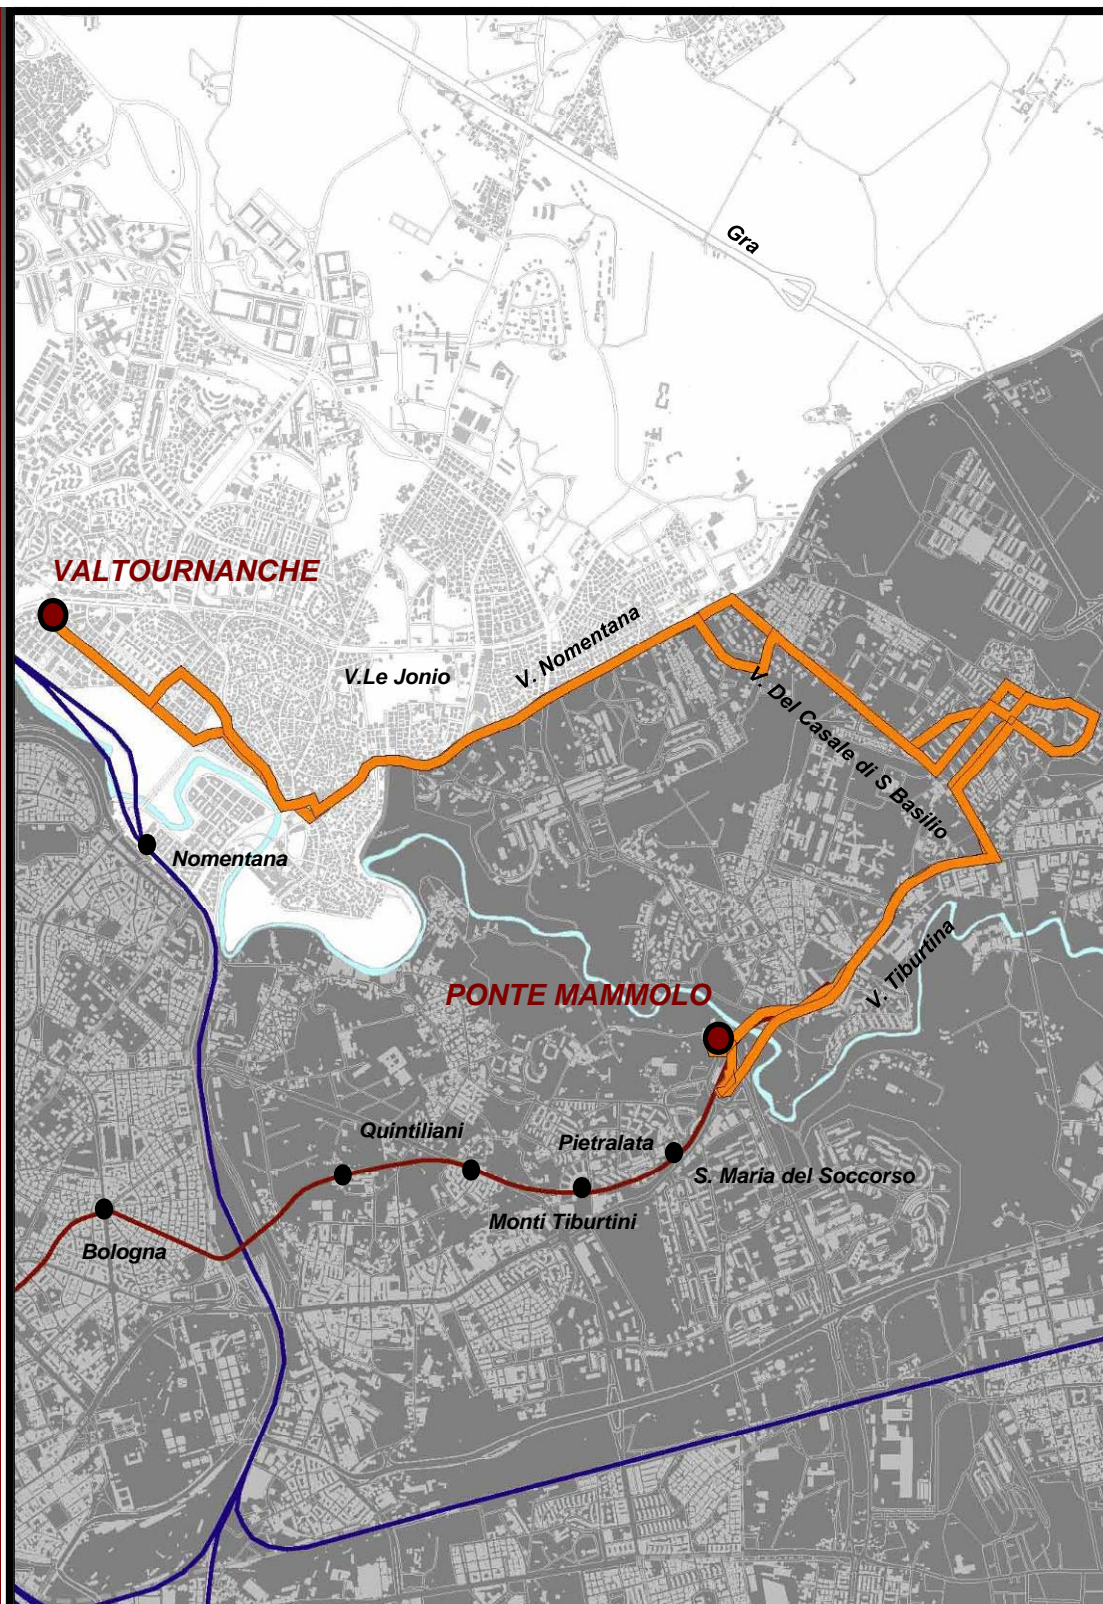 Gra
VALTOURNANCHE
V. Nomentana
V.Le Jonio
V. Del Casale di S Basilio
Nomentana
V. Tiburtina
PONTE MAMMOLO
Quintiliani
Pietralata
S. Maria del Soccorso
Monti Tiburtini
Bologna